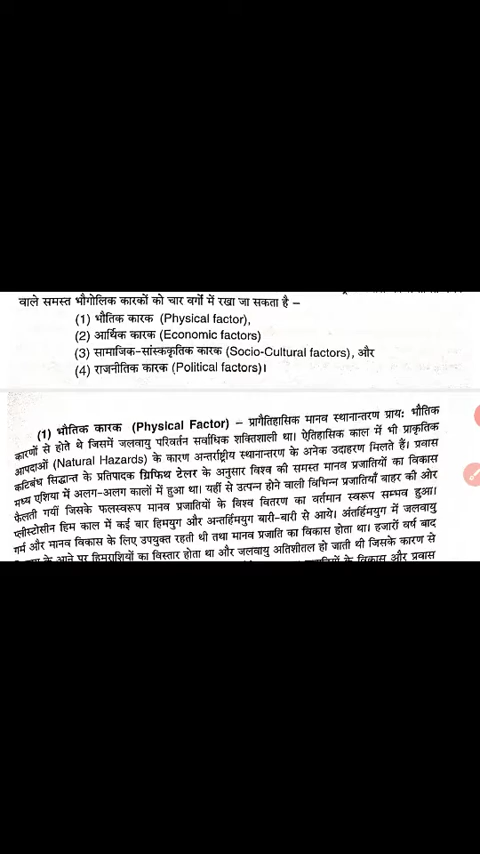 वाले समस्त भौगोलिक कारकों को चार वर्गो में रखा जा सकता है –
(1) भौतिक कारक (Physical factor),
(2) आर्थिक कारक (Economic factors)
(3) सामाजिक-सांस्ककृतिक कारक (Socio-Cultural factors), और
(4) राजनीतिक कारक (Political factors)।
(1) भौतिक कारक (Physical Factor) – प्रागैतिहासिक मानव स्थानान्तरण प्रायः भौतिक
कारणों से होते थे जिसमें जलवायु परिवर्तन सर्वाधिक शक्तिशाली था। ऐतिहासिक काल में भी प्राकृतिक
आपदाओं (Natural Hazards) के कारण अन्तर्राष्ट्रीय स्थानान्तरण के अनेक उदाहरण मिलते हैं। प्रवास
कटिबंध सिद्धान्त के प्रतिपादक ग्रिफिथ टेलर के अनुसार विश्व की समस्त मानव प्रजातियों का विकास
मध्य एशिया में अलग-अलग कालों में हुआ था। यहीं से उत्पन्न होने वाली विभिन्न प्रजातियाँ बाहर की ओर
फैलती गयीं जिसके फलस्वरूप मानव प्रजातियों के विश्व वितरण का वर्तमान स्वरूप सम्भव हुआ।
प्लीस्टोसीन हिम काल में कई बार हिमयुग और अन्तर्हिमयुग बारी-बारी से आये। अंतर्हिमयुग में जलवायु
गर्म और मानव विकास के लिए उपयुक्त रहती थी तथा मानव प्रजाति का विकास होता था। हजारों वर्ष बाद
के आने पर हिमराशियों का विस्तार होता था और जलवायु अतिशीतल हो जाती थी जिसके कारण से
के विकास और प्रवास